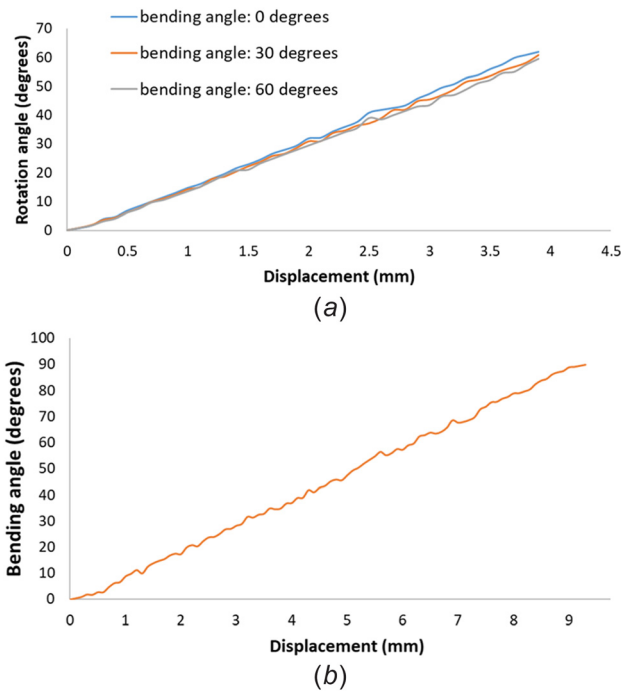 bending angle: 0 degrees
bending angle: 30 degrees
bending angle: 60 degrees
Rotation angle (degrees)
70
60
50
40
30
20
10
0
0 0.5 1 1.5 2 2.5 3 3.5 4 4.5
Displacement (mm)
(a)
Bending angle (degrees)
100
90
80
70
60
50
40
30
20
10
0
0 1 2 3 4 5 6 7 8 9
Displacement (mm)
(b)